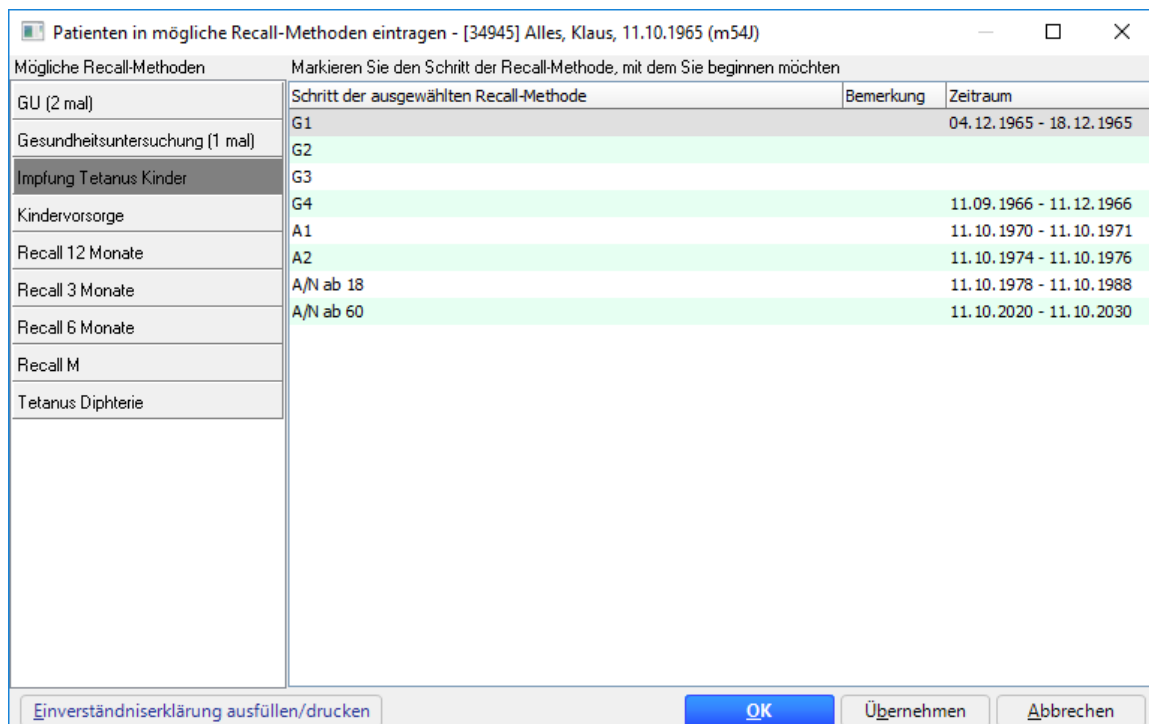 Patienten in mögliche Recall-Methoden eintragen - [34945] Alles, Klaus, 11.10.1965 (m54J)
Mögliche Recall-Methoden
GU (2 mal)
Gesundheitsuntersuchung (1 mal)
Impfung Tetanus Kinder
Kindervorsorge
Recall 12 Monate
Recall 3 Monate
Recall 6 Monate
Recall M
Tetanus Diphterie
Markieren Sie den Schritt der Recall-Methode, mit dem Sie beginnen möchten
Schritt der ausgewählten Recall-Methode Bemerkung Zeitraum
G1 04.12.1965 - 18.12.1965
G2
G3
G4 11.09.1966 - 11.12.1966
A1 11.10.1970 - 11.10.1971
A2 11.10.1974 - 11.10.1976
A/N ab 18 11.10.1978 - 11.10.1988
A/N ab 60 11.10.2020 - 11.10.2030
Einverständniserklärung ausfüllen/drucken OK Übernehmen Abbrechen